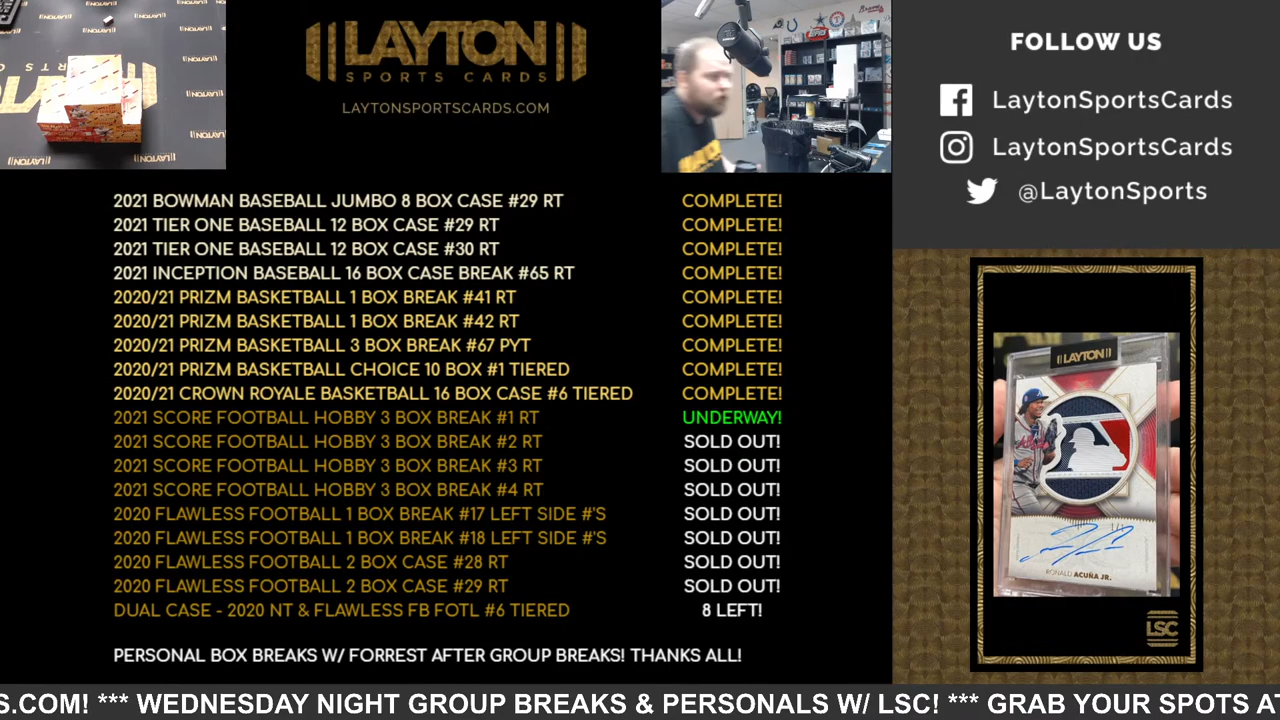 LAYTON
SPORTS CARDS
LAYTONSPORTSCARDS.COM
FOLLOW US
LaytonSportsCards
LaytonSportsCards
@LaytonSports
2021 BOWMAN BASEBALL JUMBO 8 BOX CASE #29 RT COMPLETE!
2021 TIER ONE BASEBALL 12 BOX CASE #29 RT COMPLETE!
2021 TIER ONE BASEBALL 12 BOX CASE #30 RT COMPLETE!
2021 INCEPTION BASEBALL 16 BOX CASE BREAK #65 RT COMPLETE!
2020/21 PRIZM BASKETBALL 1 BOX BREAK #41 RT COMPLETE!
2020/21 PRIZM BASKETBALL 1 BOX BREAK #42 RT COMPLETE!
2020/21 PRIZM BASKETBALL 3 BOX BREAK #67 PYT COMPLETE!
2020/21 PRIZM BASKETBALL CHOICE 10 BOX #1 TIERED COMPLETE!
2020/21 CROWN ROYALE BASKETBALL 16 BOX CASE #6 TIERED COMPLETE!
2021 SCORE FOOTBALL HOBBY 3 BOX BREAK #1 RT UNDERWAY!
2021 SCORE FOOTBALL HOBBY 3 BOX BREAK #2 RT SOLD OUT!
2021 SCORE FOOTBALL HOBBY 3 BOX BREAK #3 RT SOLD OUT!
2021 SCORE FOOTBALL HOBBY 3 BOX BREAK #4 RT SOLD OUT!
2020 FLAWLESS FOOTBALL 1 BOX BREAK #17 LEFT SIDE #'S SOLD OUT!
2020 FLAWLESS FOOTBALL 1 BOX BREAK #18 LEFT SIDE #'S SOLD OUT!
2020 FLAWLESS FOOTBALL 2 BOX CASE #28 RT SOLD OUT!
2020 FLAWLESS FOOTBALL 2 BOX CASE #29 RT SOLD OUT!
DUAL CASE - 2020 NT & FLAWLESS FB FOTL #6 TIERED 8 LEFT!
PERSONAL BOX BREAKS W/ FORREST AFTER GROUP BREAKS! THANKS ALL!
LAYTON
RONALD ACUÑA JR.
LSC
S.COM! *** WEDNESDAY NIGHT GROUP BREAKS & PERSONALS W/ LSC! *** GRAB YOUR SPOTS A